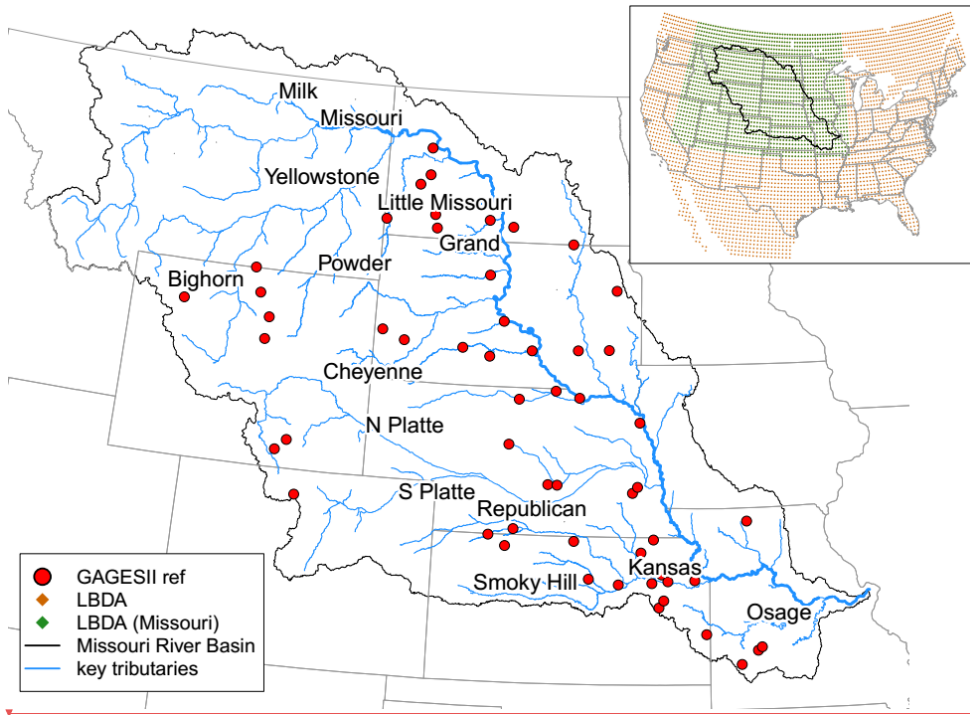 Milk
Missouri
Yellowstone
Little Missouri
Grand
Powder
Bighorn
Cheyenne
N Platte
S Platte
Republican
Kansas
Smoky Hill
Osage
GAGESII ref
LBDA
LBDA (Missouri)
Missouri River Basin
key tributaries